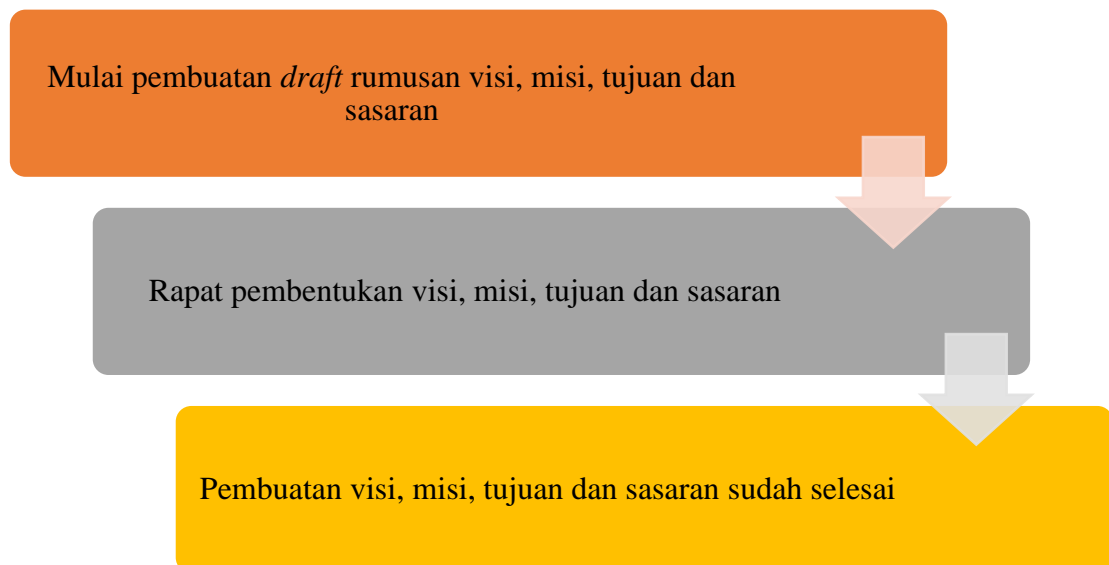 Mulai pembuatan draft rumusan visi, misi, tujuan dan
sasaran
Rapat pembentukan visi, misi, tujuan dan sasaran
Pembuatan visi, misi, tujuan dan sasaran sudah selesai